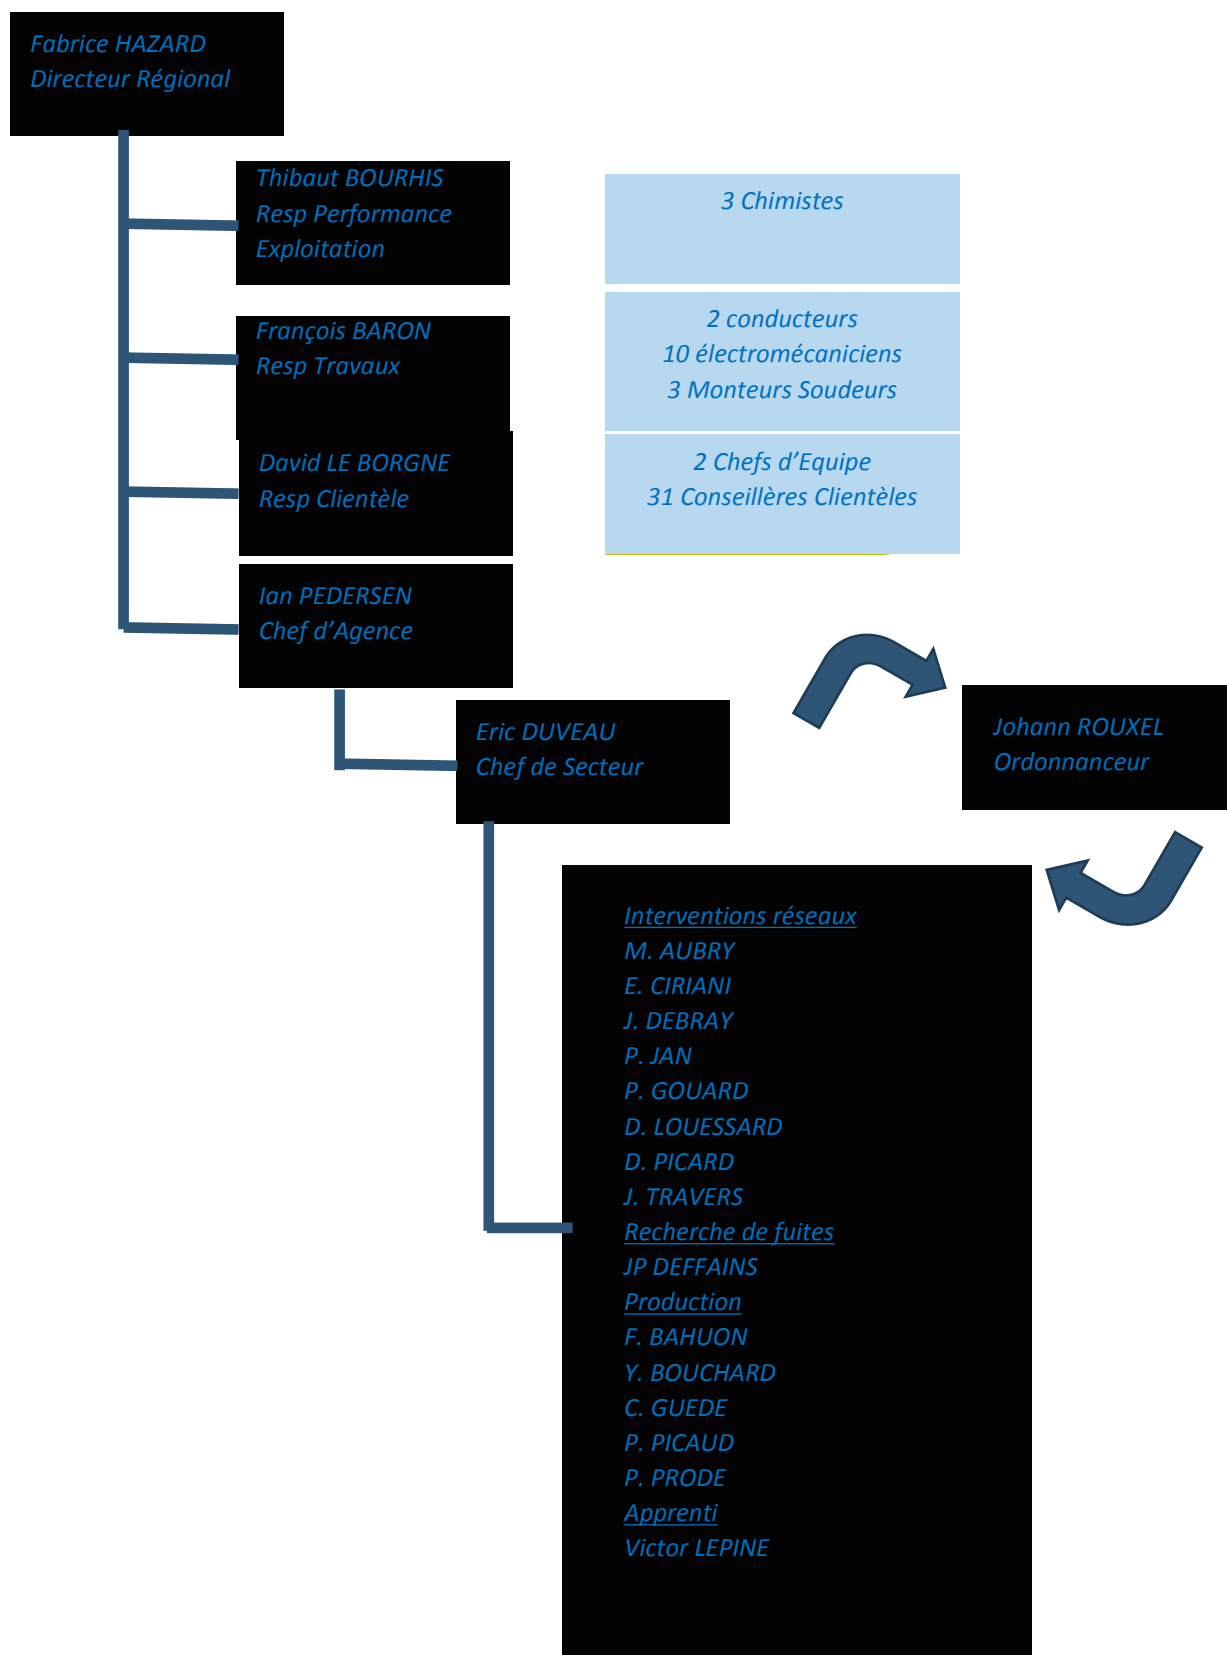 Fabrice HAZARD
Directeur Régional
Thibaut BOURHIS
Resp Performance
Exploitation
3 Chimistes
François BARON
Resp Travaux
2 conducteurs
10 électromécaniciens
3 Monteurs Soudeurs
David LE BORGNE
Resp Clientèle
2 Chefs d’Equipe
31 Conseillères Clientèles
Ian PEDERSEN
Chef d’Agence
Eric DUVEAU
Chef de Secteur
Johann ROUXEL
Ordonnanceur
Interventions réseaux
M. AUBRY
E. CIRIANI
J. DEBRAY
P. JAN
P. GOUARD
D. LOUESSARD
D. PICARD
J. TRAVERS
Recherche de fuites
JP DEFFAINS
Production
F. BAHUON
Y. BOUCHARD
C. GUEDE
P. PICAUD
P. PRODE
Apprenti
Victor LEPINE